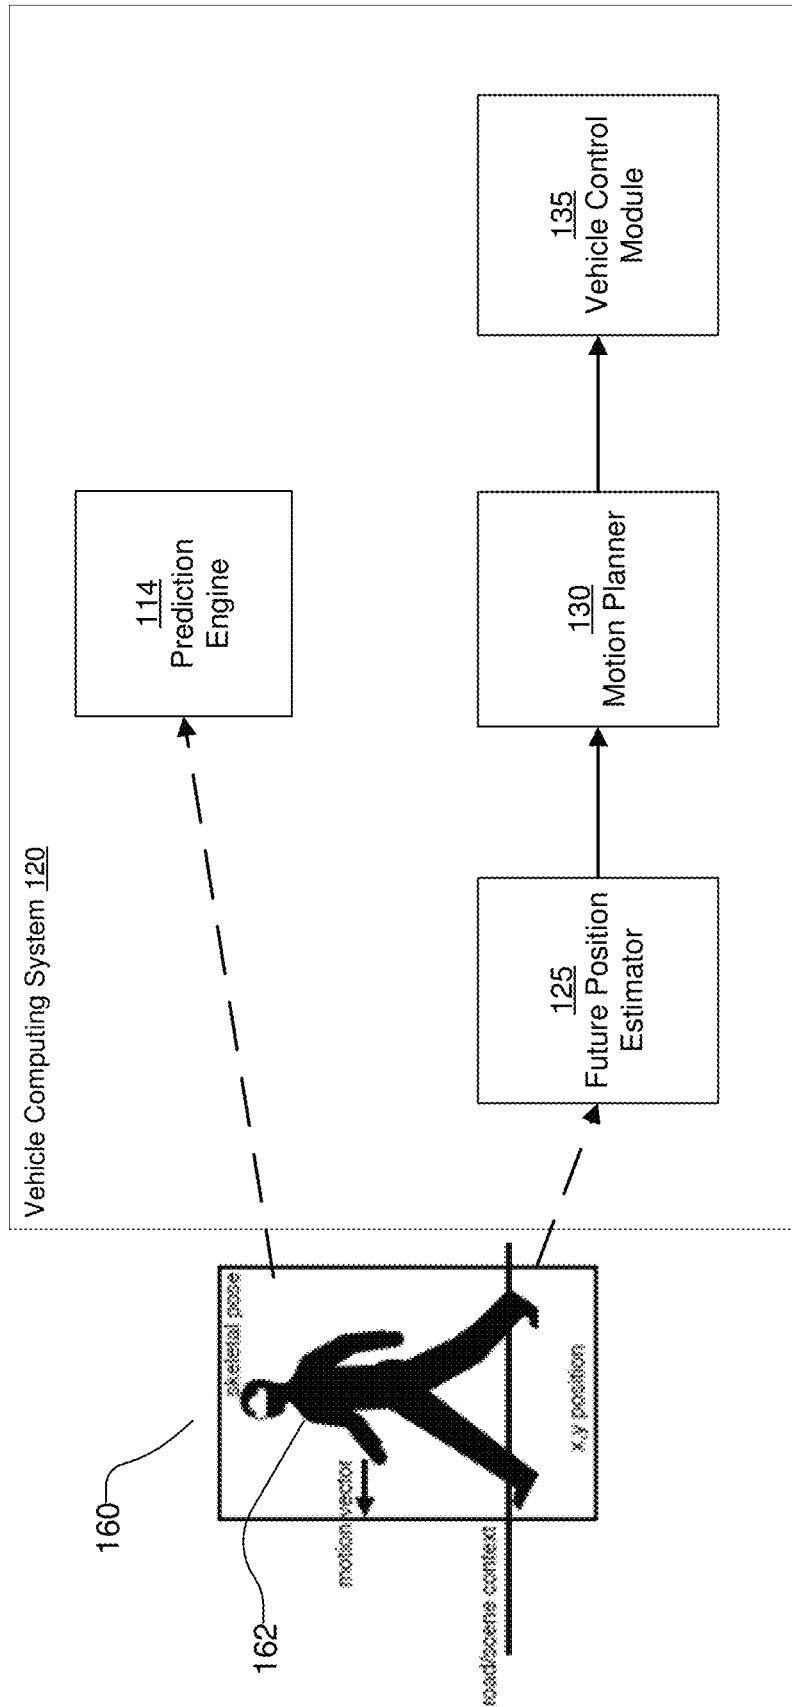 Vehicle Computing System 120
114
Prediction
Engine
125
Future Position
Estimator
130
Motion Planner
135
Vehicle Control
Module
160
162
skeletal pose
motion vector
x,y position
road/scene context